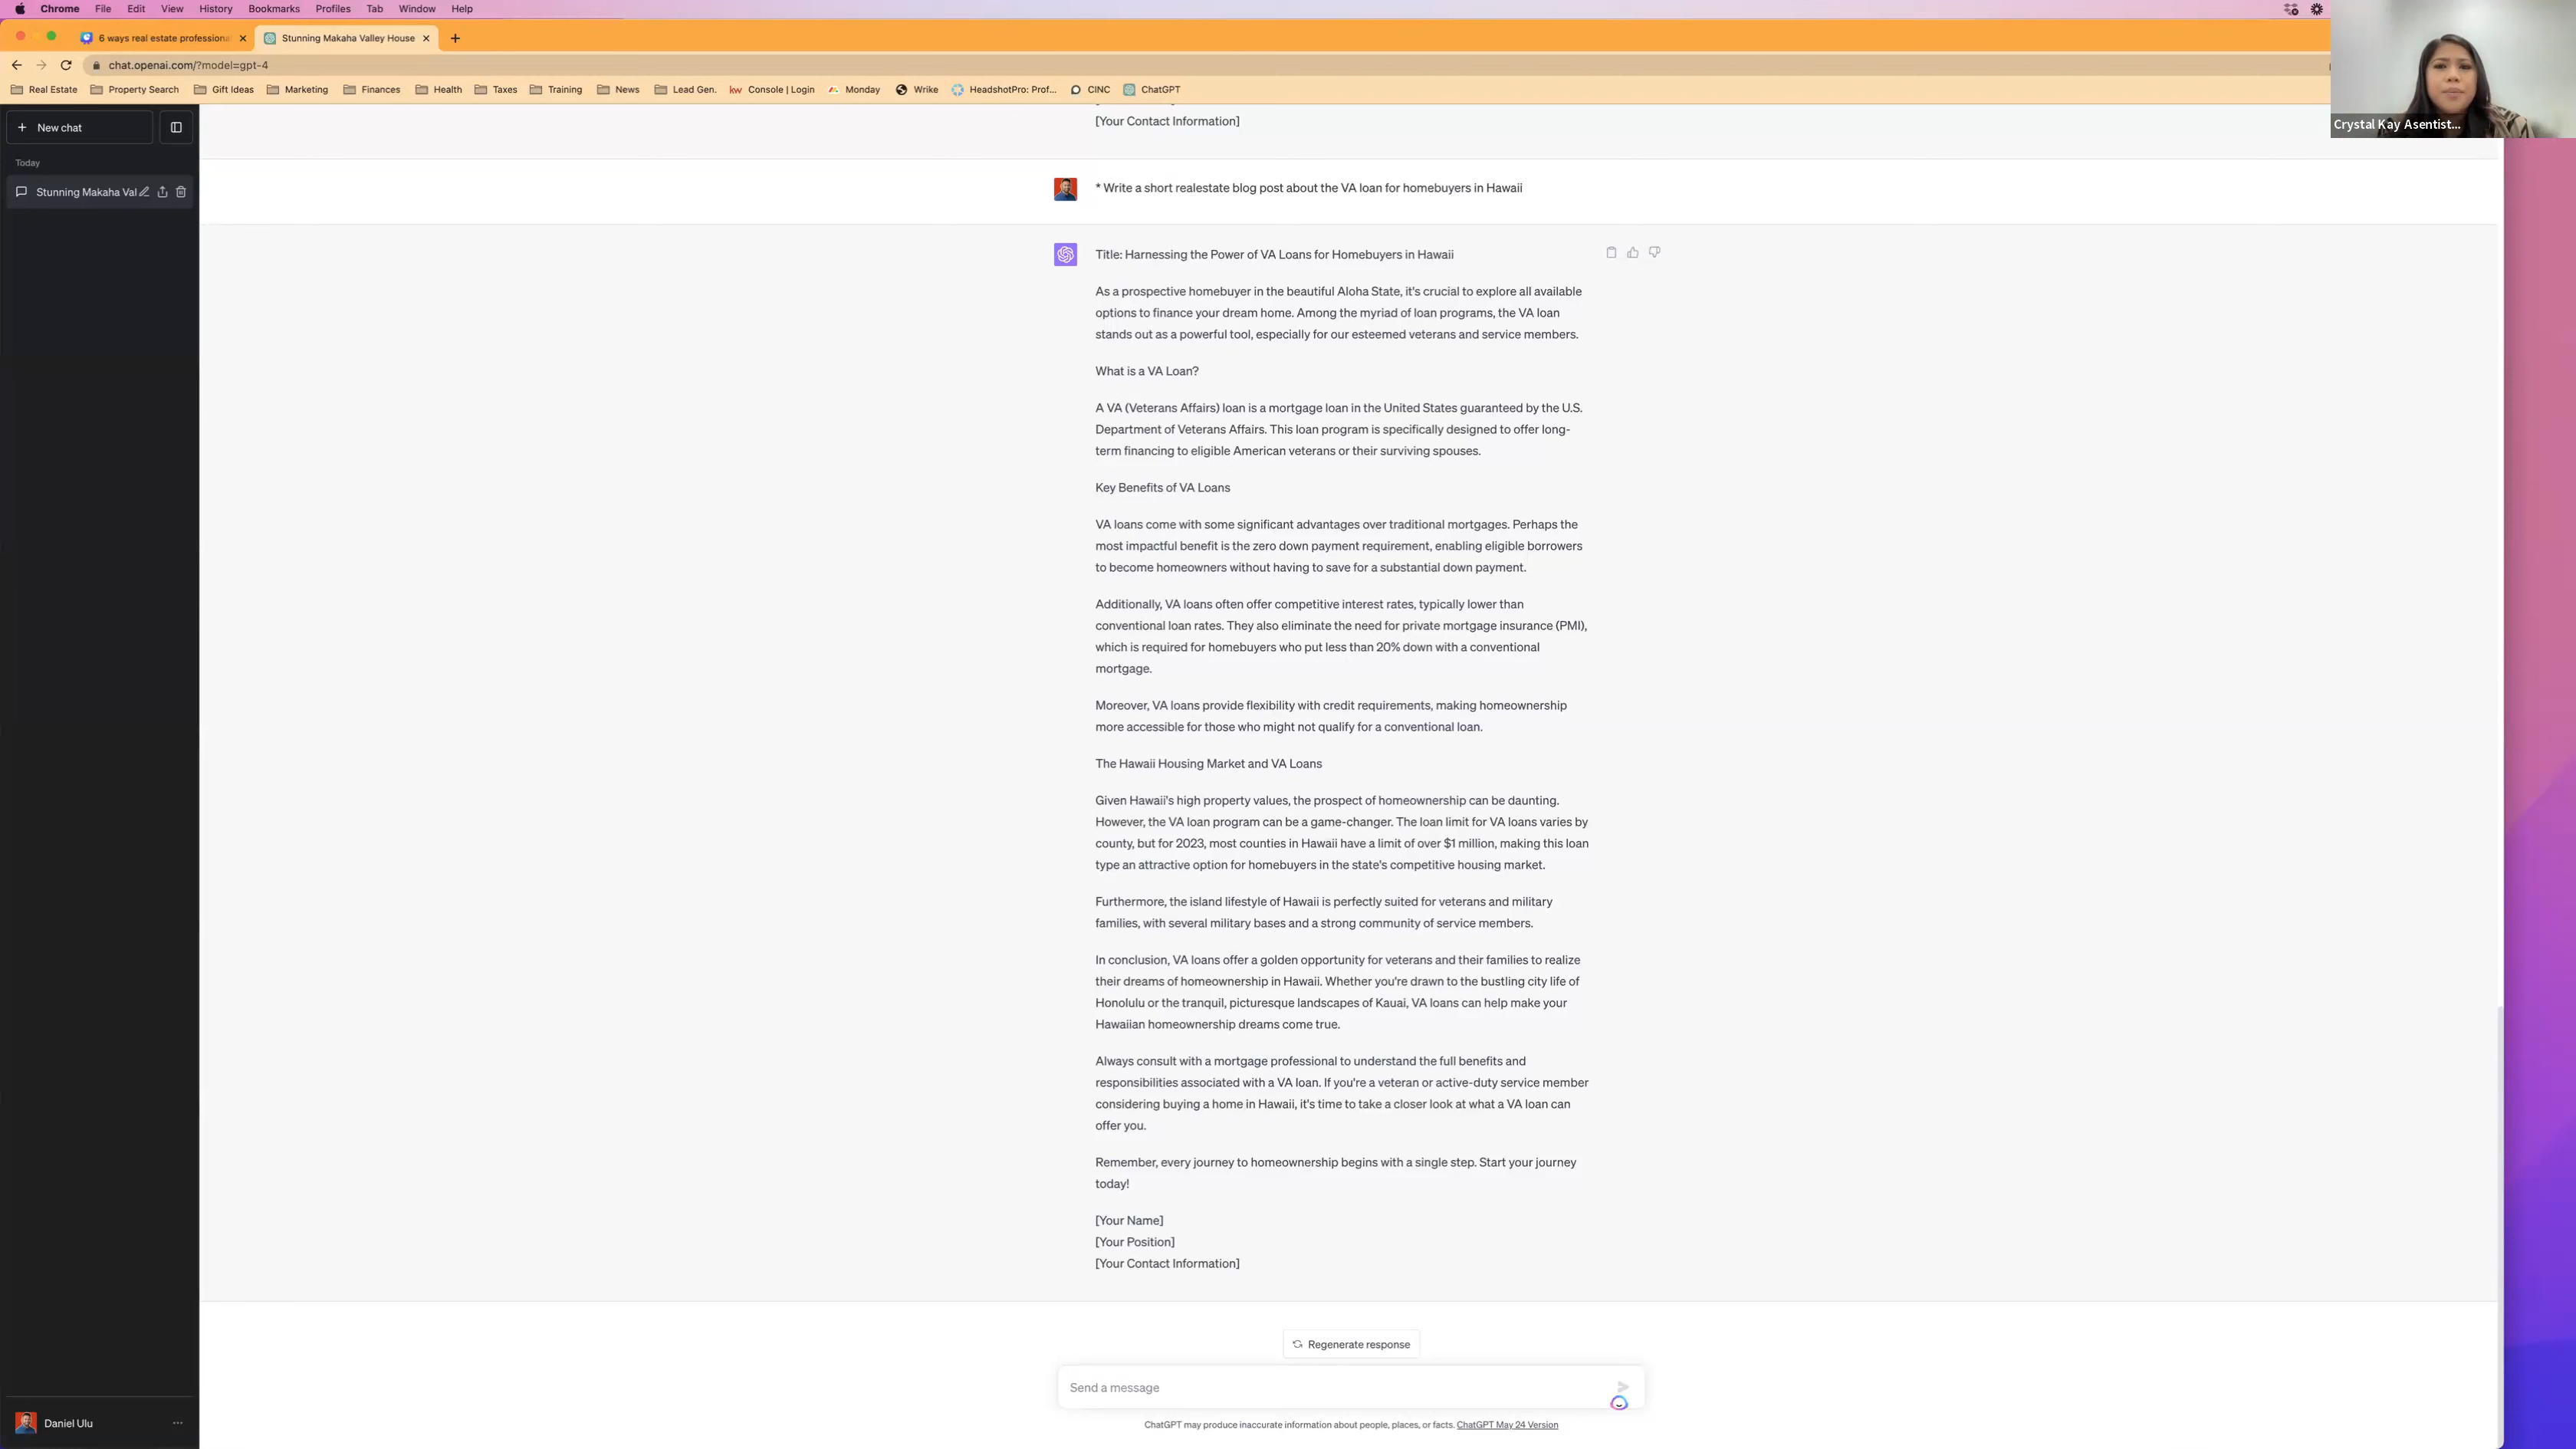 Chrome File Edit View History Bookmarks Profiles Tab Window Help
6 ways real estate professional
Stunning Makaha Valley House
chat.openai.com/?model=gpt-4
Real Estate Property Search Gift Ideas Marketing Finances Health Taxes Training News Lead Gen. kw Console | Login Monday Wrike HeadshotPro: Prof... CINC ChatGPT
Crystal Kay Asentist...
New chat
Today
Stunning Makaha Val
[Your Contact Information]
* Write a short realestate blog post about the VA loan for homebuyers in Hawaii
Title: Harnessing the Power of VA Loans for Homebuyers in Hawaii
As a prospective homebuyer in the beautiful Aloha State, it's crucial to explore all available
options to finance your dream home. Among the myriad of loan programs, the VA loan
stands out as a powerful tool, especially for our esteemed veterans and service members.
What is a VA Loan?
A VA (Veterans Affairs) loan is a mortgage loan in the United States guaranteed by the U.S.
Department of Veterans Affairs. This loan program is specifically designed to offer long-
term financing to eligible American veterans or their surviving spouses.
Key Benefits of VA Loans
VA loans come with some significant advantages over traditional mortgages. Perhaps the
most impactful benefit is the zero down payment requirement, enabling eligible borrowers
to become homeowners without having to save for a substantial down payment.
Additionally, VA loans often offer competitive interest rates, typically lower than
conventional loan rates. They also eliminate the need for private mortgage insurance (PMI),
which is required for homebuyers who put less than 20% down with a conventional
mortgage.
Moreover, VA loans provide flexibility with credit requirements, making homeownership
more accessible for those who might not qualify for a conventional loan.
The Hawaii Housing Market and VA Loans
Given Hawaii's high property values, the prospect of homeownership can be daunting.
However, the VA loan program can be a game-changer. The loan limit for VA loans varies by
county, but for 2023, most counties in Hawaii have a limit of over $1 million, making this loan
type an attractive option for homebuyers in the state's competitive housing market.
Furthermore, the island lifestyle of Hawaii is perfectly suited for veterans and military
families, with several military bases and a strong community of service members.
In conclusion, VA loans offer a golden opportunity for veterans and their families to realize
their dreams of homeownership in Hawaii. Whether you're drawn to the bustling city life of
Honolulu or the tranquil, picturesque landscapes of Kauai, VA loans can help make your
Hawaiian homeownership dreams come true.
Always consult with a mortgage professional to understand the full benefits and
responsibilities associated with a VA loan. If you're a veteran or active-duty service member
considering buying a home in Hawaii, it's time to take a closer look at what a VA loan can
offer you.
Remember, every journey to homeownership begins with a single step. Start your journey
today!
[Your Name]
[Your Position]
[Your Contact Information]
Regenerate response
Send a message
Daniel Ulu
ChatGPT may produce inaccurate information about people, places, or facts. ChatGPT May 24 Version